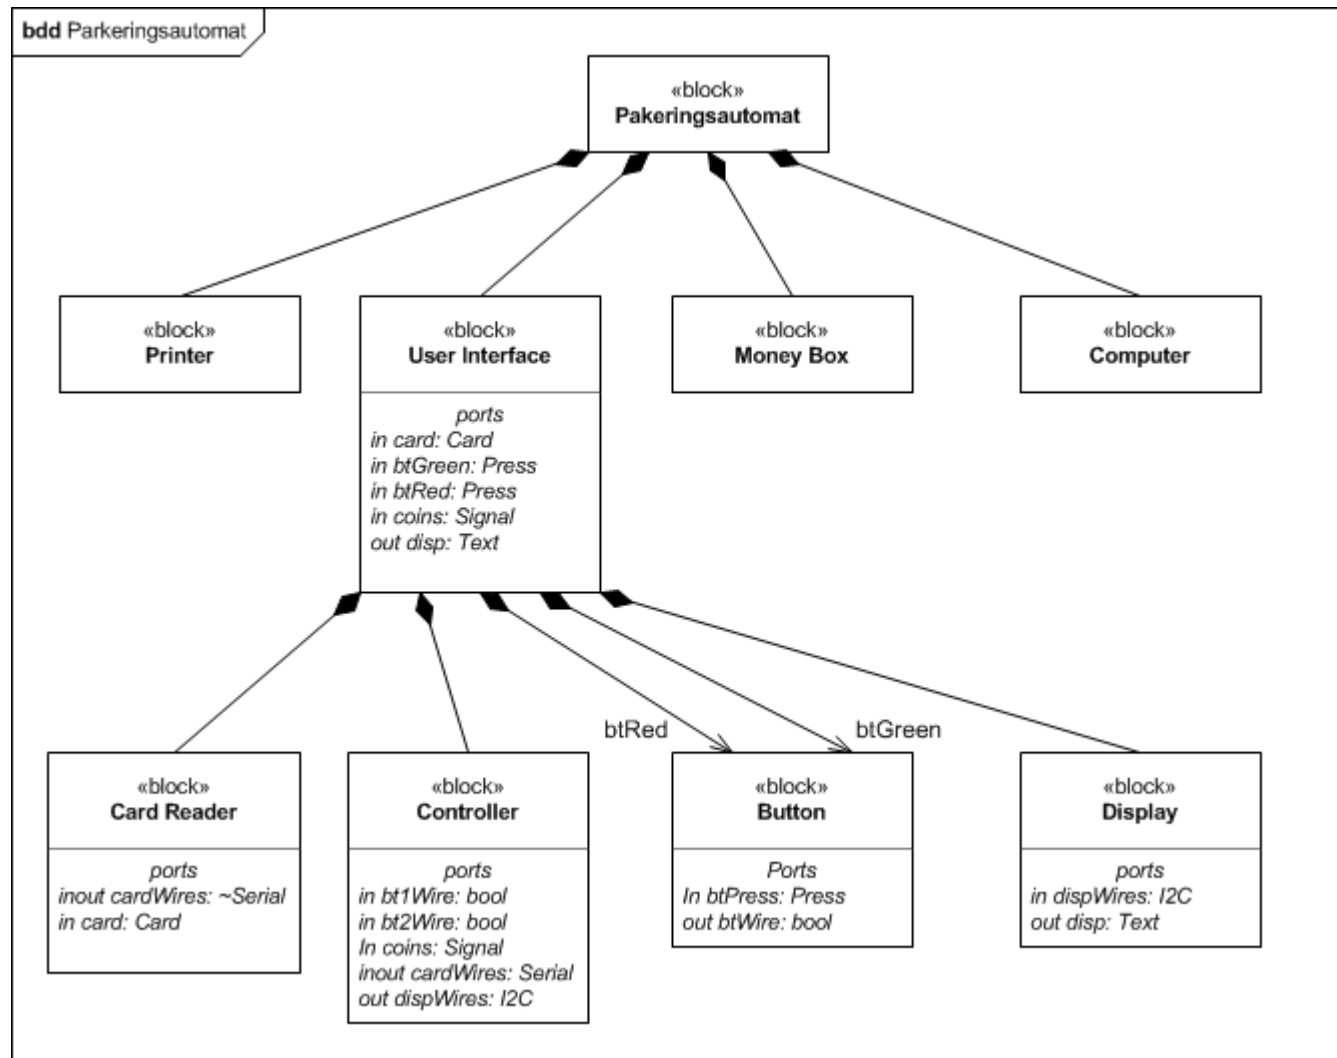 bdd Parkeringsautomat
«block»
Pakeringsautomat
«block»
Printer
«block»
User Interface
ports
in card: Card
in btGreen: Press
in btRed: Press
in coins: Signal
out disp: Text
«block»
Money Box
«block»
Computer
btRed
btGreen
«block»
Card Reader
ports
inout cardWires: ~Serial
in card: Card
«block»
Controller
ports
in bt1Wire: bool
in bt2Wire: bool
In coins: Signal
inout cardWires: Serial
out dispWires: I2C
«block»
Button
Ports
In btPress: Press
out btWire: bool
«block»
Display
ports
in dispWires: I2C
out disp: Text